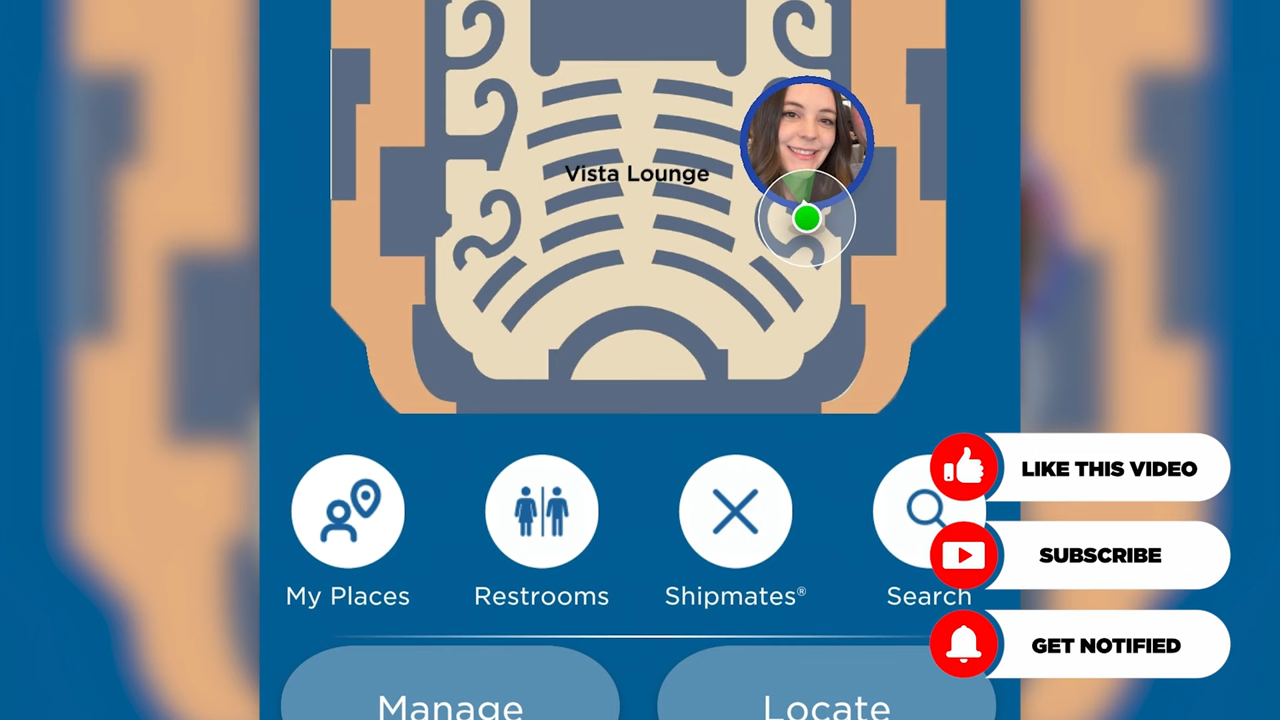 Vista Lounge
LIKE THIS VIDEO
SUBSCRIBE
My Places
Restrooms
Shipmates®
Search
GET NOTIFIED
Manage
Locate